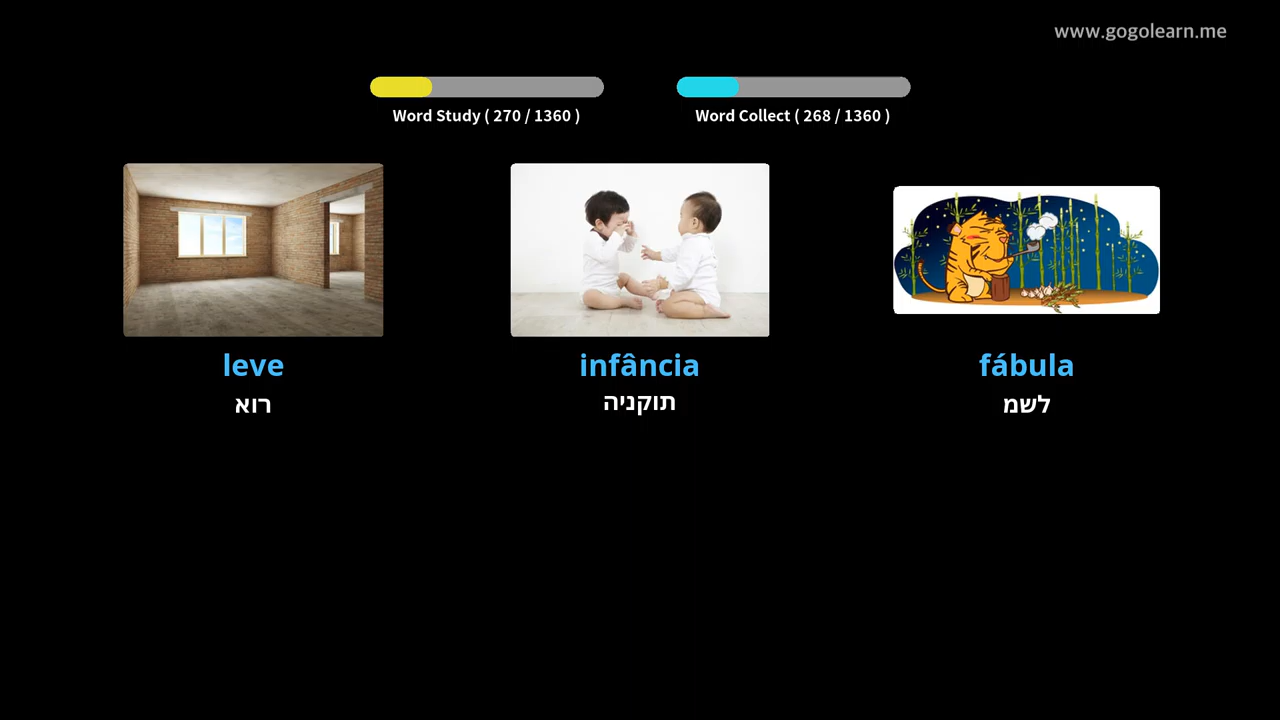 www.gogolearn.me
Word Study ( 270 / 1360 )
Word Collect ( 268 / 1360 )
leve
רוא
infância
תוקניה
fábula
לשמ